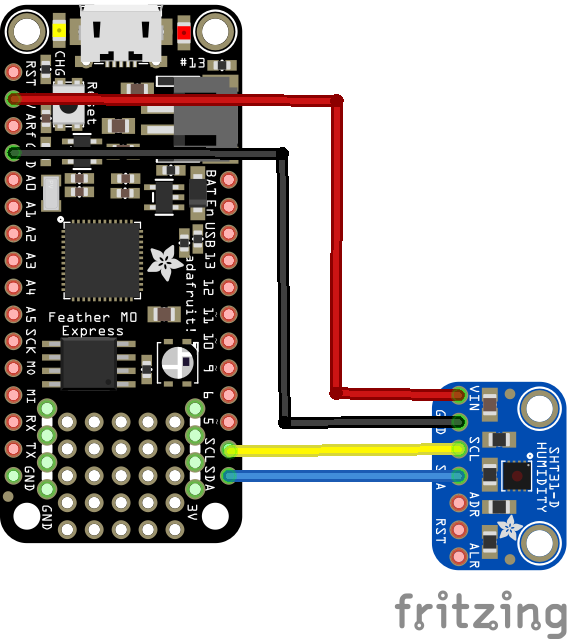 CHG
#13
RST
Reset
ARf
A0
A1
A2
A3
A4
A5
SCK
MO
MI
RX
TX
GND
GND
BAT
En
USB
13
12
11
10
9
6
5
SCL
SDA
3V
adafruit!
Feather M0
Express
VIN
SCL
ADR
RST
ALR
SHT31-D
HUMIDITY
fritzing